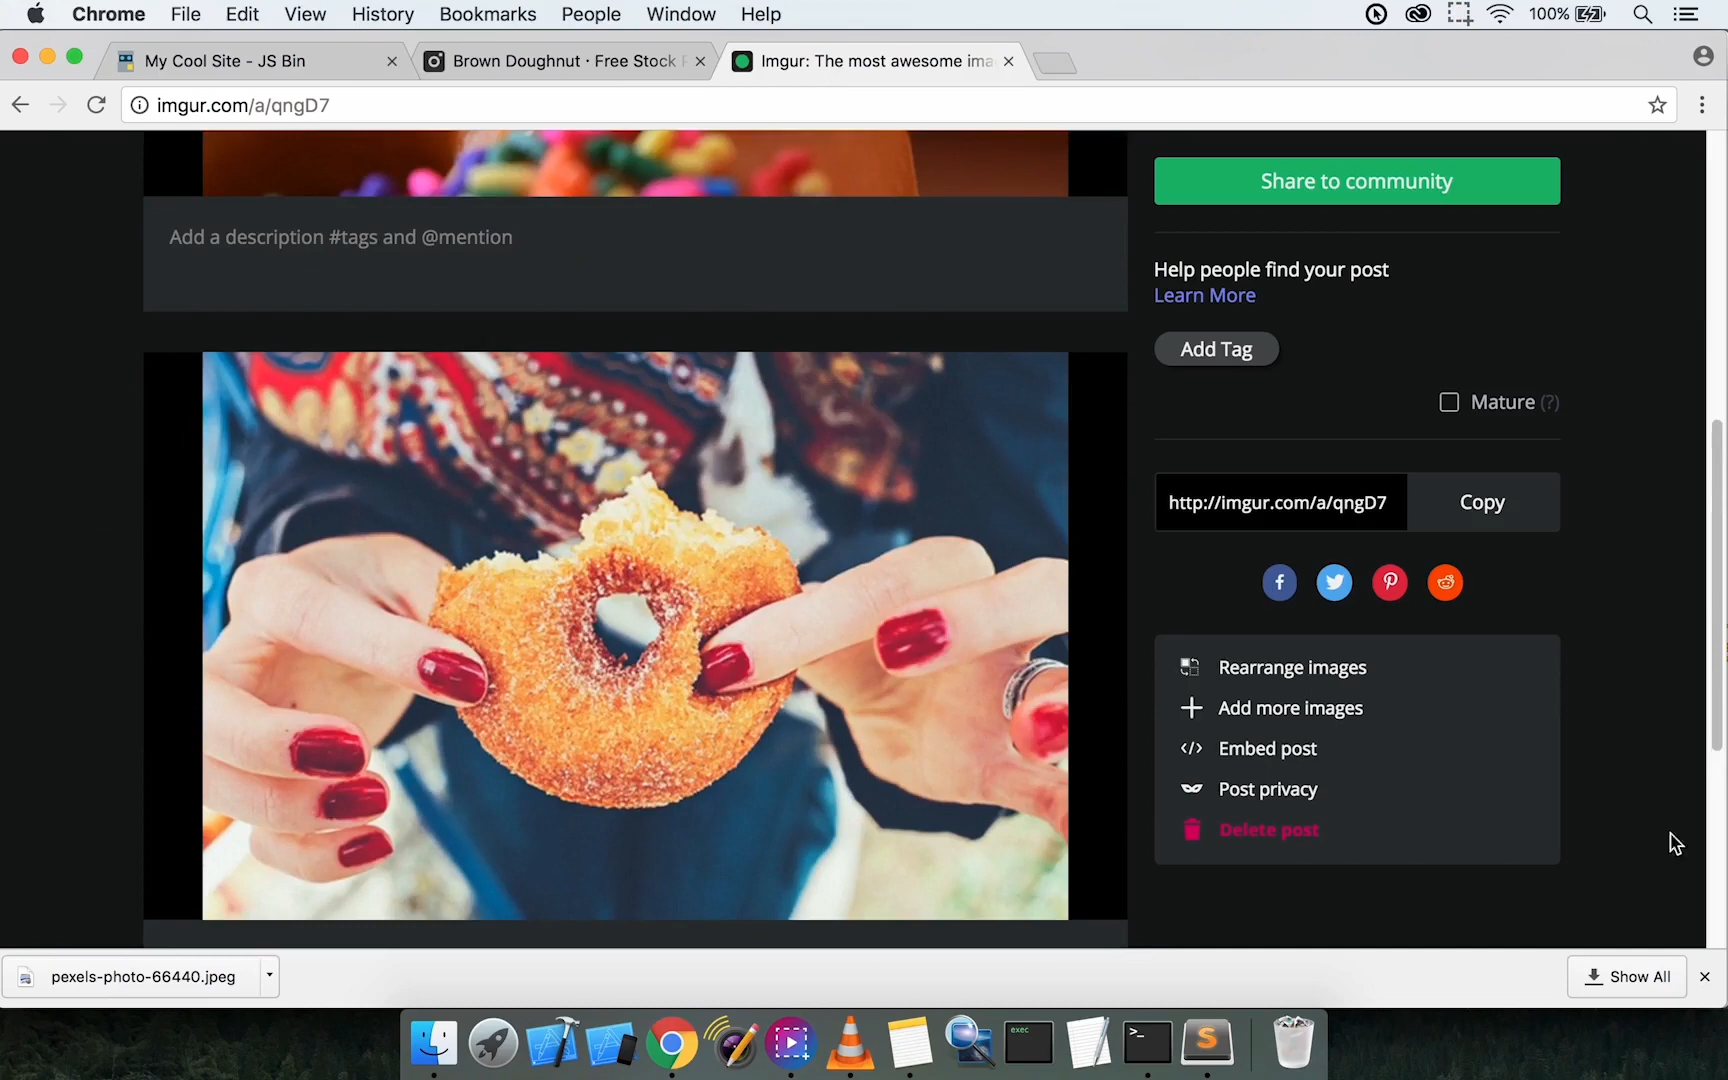 Chrome File Edit View History Bookmarks People Window Help 100%
My Cool Site - JS Bin
Brown Doughnut · Free Stock
Imgur: The most awesome ima
imgur.com/a/qngD7
Share to community
Add a description #tags and @mention
Help people find your post
Learn More
Add Tag
Mature (?)
http://imgur.com/a/qngD7 Copy
Rearrange images
Add more images
Embed post
Post privacy
Delete post
pexels-photo-66440.jpeg
Show All
exec